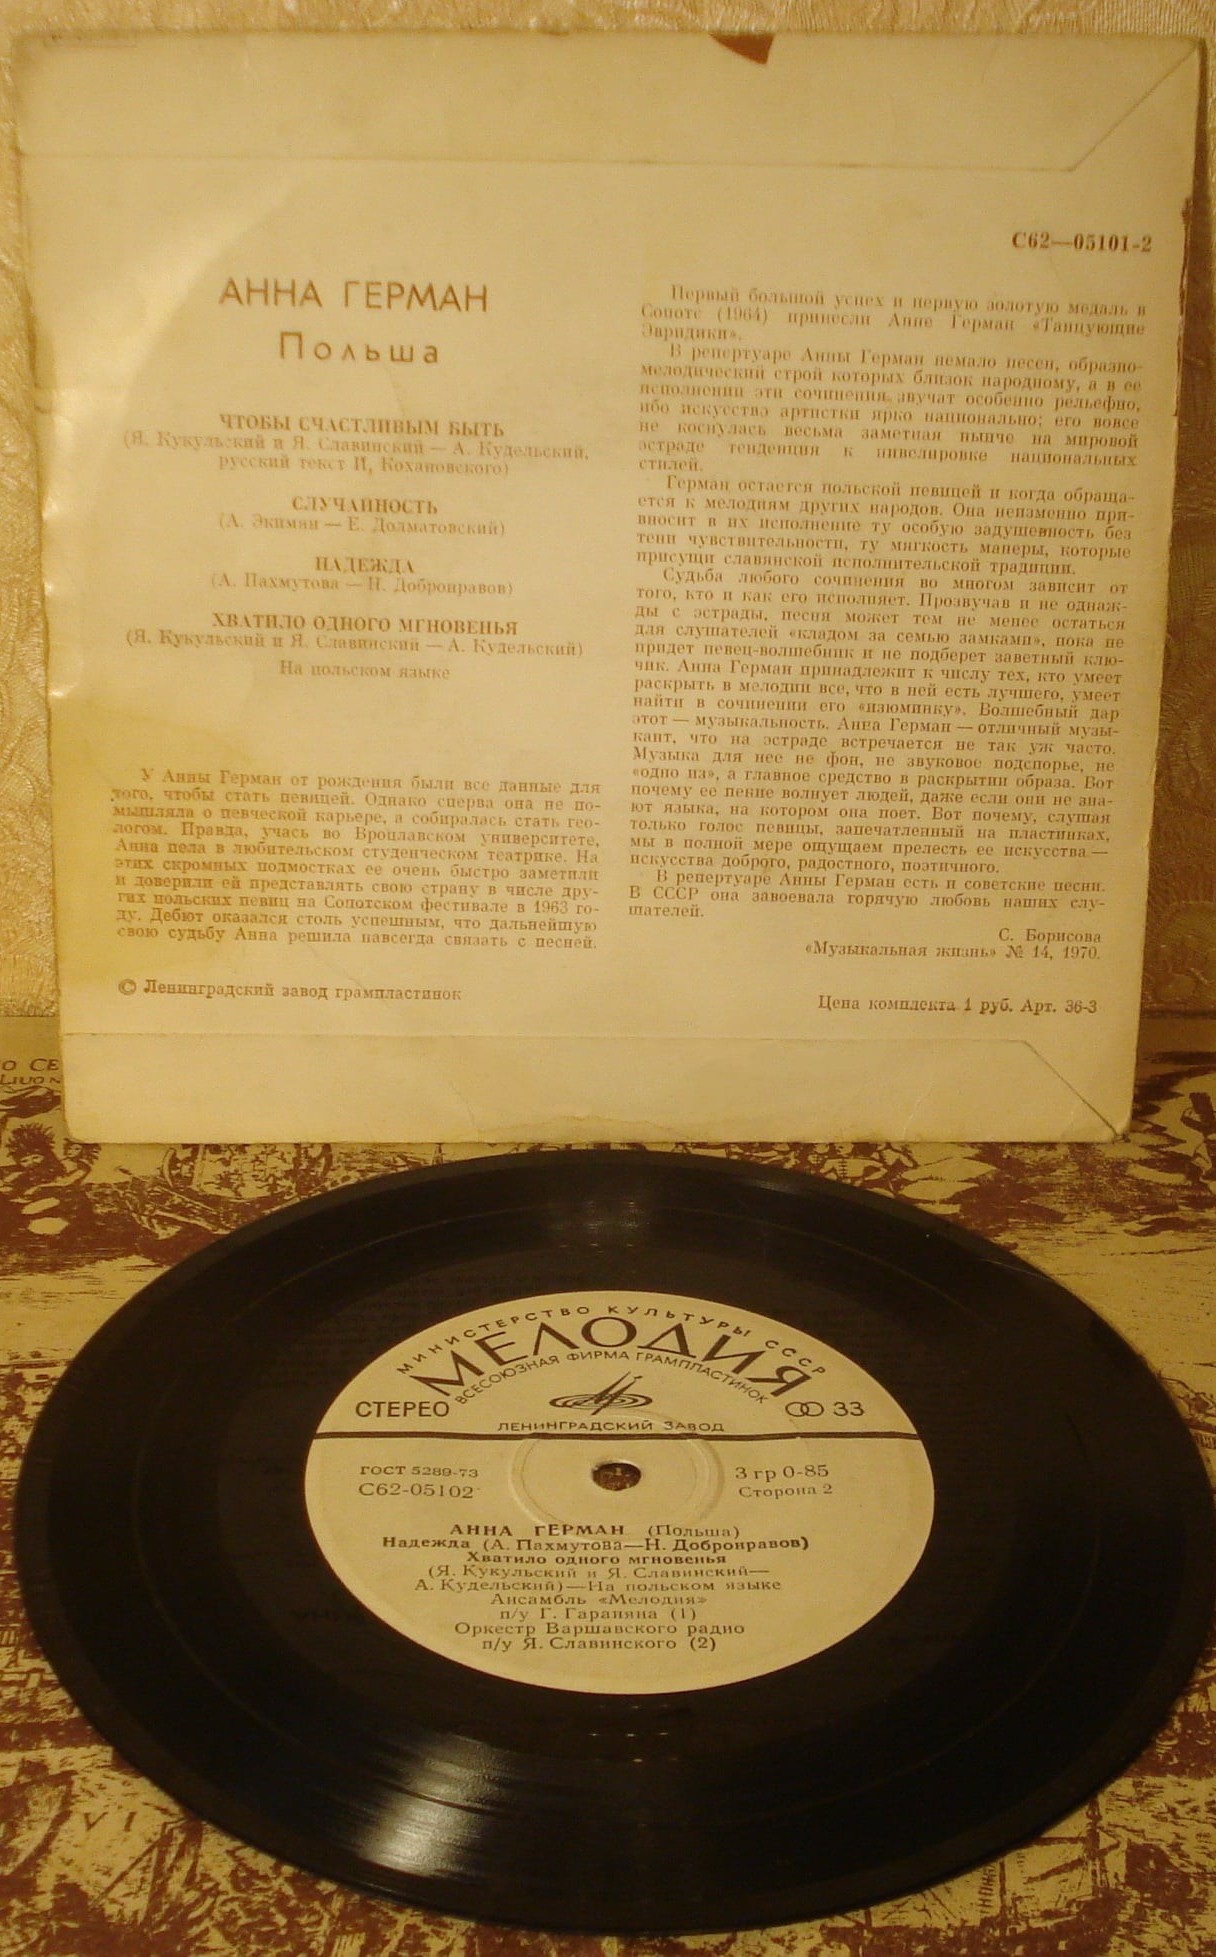 С62—05101-2
АННА ГЕРМАН
Польша
ЧТОБЫ СЧАСТЛИВЫМ БЫТЬ
(Я. Кукульский и Я. Славинский — А. Кудельский,
русский текст И. Кохановского)
СЛУЧАЙНОСТЬ
(А. Экимян — Е. Долматовский)
НАДЕЖДА
(А. Пахмутова — Н. Добронравов)
ХВАТИЛО ОДНОГО МГНОВЕНЬЯ
(Я. Кукульский и Я. Славинский — А. Кудельский)
На польском языке
У Анны Герман от рождения были все данные для
того, чтобы стать певицей. Однако сперва она не по-
мышляла о певческой карьере, а собиралась стать гео-
логом. Правда, учась во Вроцлавском университете,
Анна пела в любительском студенческом театрике. На
этих скромных подмостках ее очень быстро заметили
и доверили ей представлять свою страну в числе дру-
гих польских певиц на Сопотском фестивале в 1963 го-
ду. Дебют оказался столь успешным, что дальнейшую
свою судьбу Анна решила навсегда связать с песней.
Первый большой успех и первую золотую медаль в
Сопоте (1964) принесли Анне Герман «Танцующие
Эвридики».
В репертуаре Анны Герман немало песен, образно-
мелодический строй которых близок народному, а в ее
исполнении эти сочинения звучат особенно рельефно,
ибо искусство артистки ярко национально; его вовсе
не коснулась весьма заметная нынче на мировой
эстраде тенденция к нивелировке национальных
стилей.
Герман остается польской певицей и когда обраща-
ется к мелодиям других народов. Она неизменно при-
вносит в их исполнение ту особую задушевность без
тени чувствительности, ту мягкость манеры, которые
присущи славянской исполнительской традиции.
Судьба любого сочинения во многом зависит от
того, кто и как его исполняет. Прозвучав и не однаж-
ды с эстрады, песня может тем не менее остаться
для слушателей «кладом за семью замками», пока не
придет певец-волшебник и не подберет заветный клю-
чик. Анна Герман принадлежит к числу тех, кто умеет
раскрыть в мелодии все, что в ней есть лучшего, умеет
найти в сочинении его «изюминку». Волшебный дар
этот — музыкальность. Анна Герман — отличный музы-
кант, что на эстраде встречается не так уж часто.
Музыка для нее не фон, не звуковое подспорье, не
«одно из», а главное средство в раскрытии образа. Вот
почему ее пение волнует людей, даже если они не зна-
ют языка, на котором она поет. Вот почему, слушая
только голос певицы, запечатленный на пластинках,
мы в полной мере ощущаем прелесть ее искусства —
искусства доброго, радостного, поэтичного.
В репертуаре Анны Герман есть и советские песни.
В СССР она завоевала горячую любовь наших слу-
шателей.
С. Борисова
«Музыкальная жизнь» № 14, 1970.
© Ленинградский завод грампластинок
Цена комплекта 1 руб. Арт. 36-3
МИНИСТЕРСТВО КУЛЬТУРЫ СССР
МЕЛОДИЯ
ВСЕСОЮЗНАЯ ФИРМА ГРАМПЛАСТИНОК
СТЕРЕО
33
ЛЕНИНГРАДСКИЙ ЗАВОД
ГОСТ 5289-73
С62-05102
3 гр 0-85
Сторона 2
АННА ГЕРМАН (Польша)
Надежда (А. Пахмутова—Н. Добронравов)
Хватило одного мгновенья
(Я. Кукульский и Я. Славинский—
А. Кудельский)—На польском языке
Ансамбль «Мелодия»
п/у Г. Гараняна (1)
Оркестр Варшавского радио
п/у Я. Славинского (2)